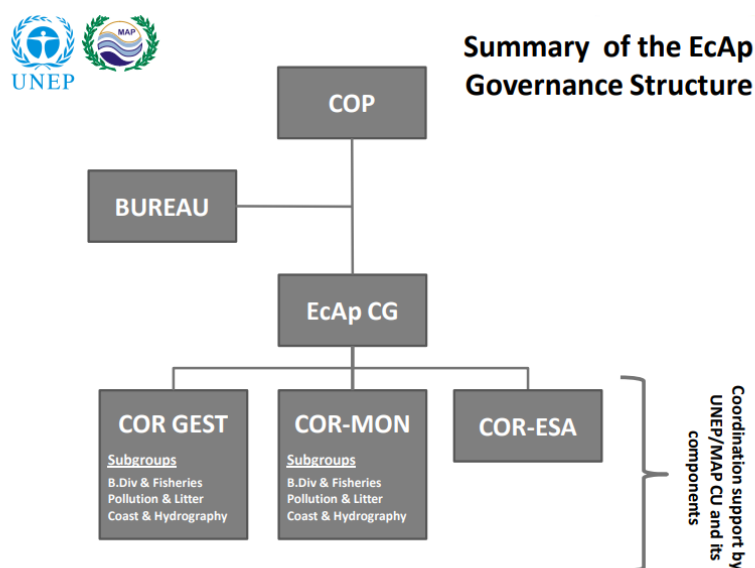 UNEP
MAP
Summary of the EcAp
Governance Structure
COP
BUREAU
EcAp CG
COR GEST
Subgroups
B.Div & Fisheries
Pollution & Litter
Coast & Hydrography
COR-MON
Subgroups
B.Div & Fisheries
Pollution & Litter
Coast & Hydrography
COR-ESA
Coordination support by
UNEP/MAP CU and its
components